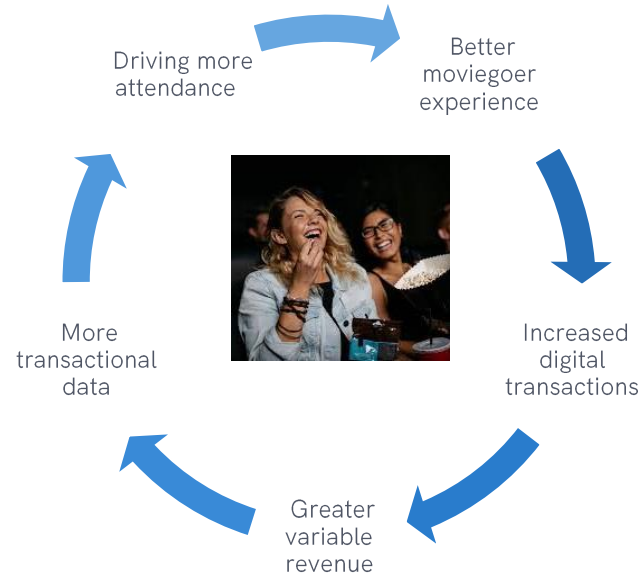 Driving more
attendance
Better
moviegoer
experience
Increased
digital
transactions
Greater
variable
revenue
More
transactional
data